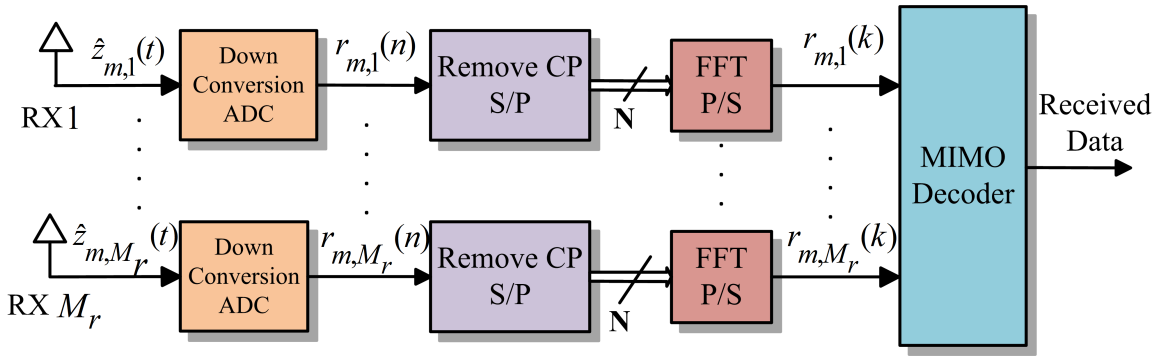 ẑm,1(t)
Down
Conversion
ADC
rm,1(n)
Remove CP
S/P
N
FFT
P/S
rm,1(k)
RX1
MIMO
Decoder
Received
Data
ẑm,Mr(t)
Down
Conversion
ADC
rm,Mr(n)
Remove CP
S/P
N
FFT
P/S
rm,Mr(k)
RX Mr